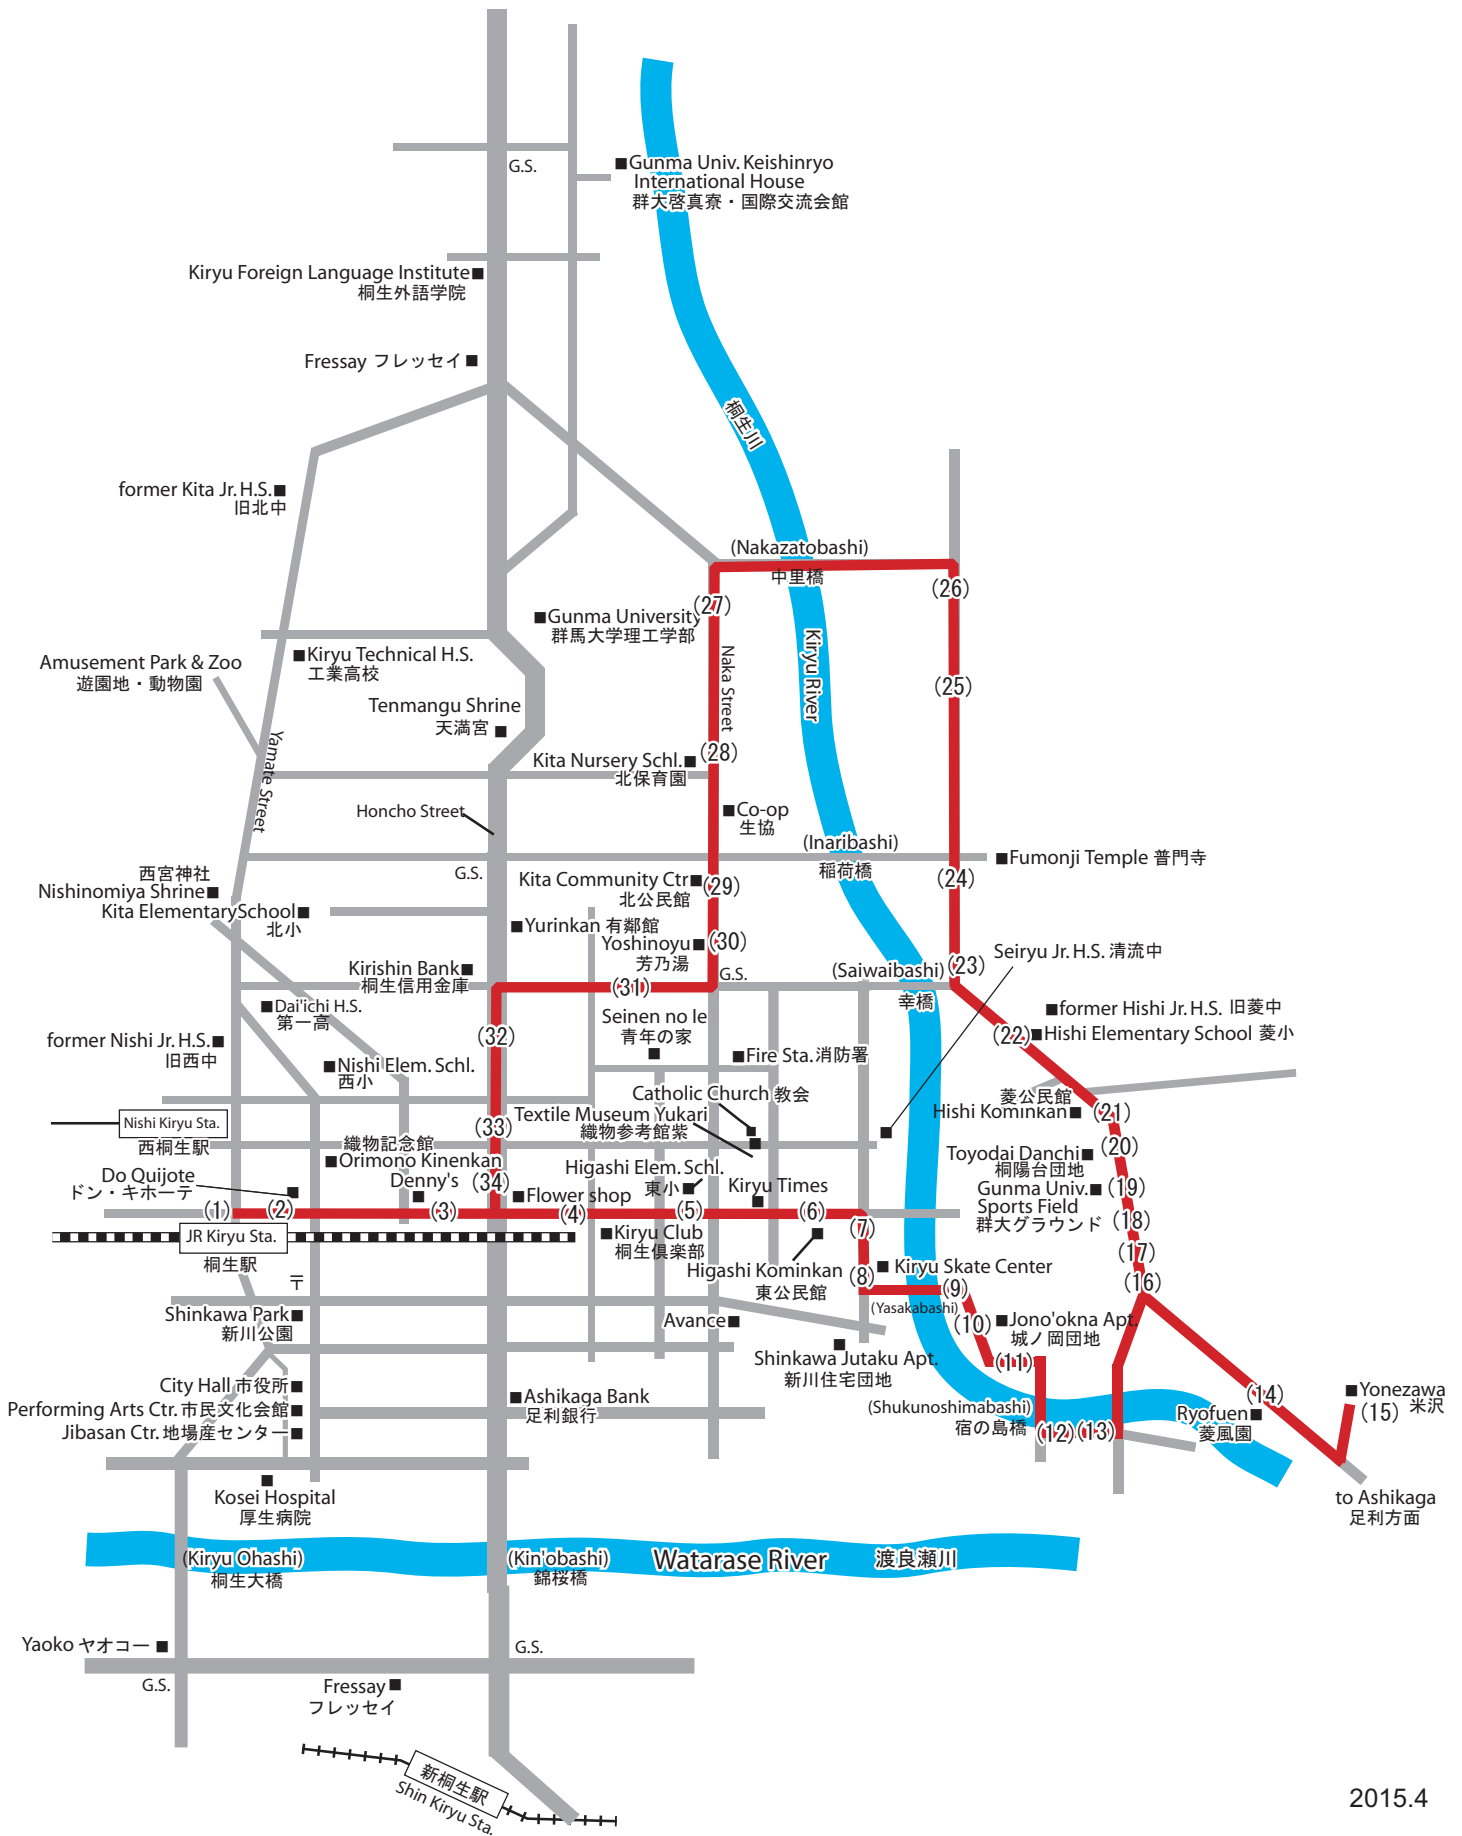 G.S.
Gunma Univ. Keishinryo
International House
群大啓真寮・国際交流会館
Kiryu Foreign Language Institute
桐生外語学院
Fressay フレッセイ
桐生川
former Kita Jr. H.S.
旧北中
(Nakazatobashi)
中里橋
(26)
(27)
Gunma University
群馬大学理工学部
Kiryu River
Naka Street
Kiryu Technical H.S.
工業高校
Amusement Park & Zoo
遊園地・動物園
(25)
Tenmangu Shrine
天満宮
Yamate Street
(28)
Kita Nursery Schl.
北保育園
Honcho Street
Co-op
生協
(Inaribashi)
稲荷橋
Fumonji Temple 普門寺
G.S.
(24)
西宮神社
Nishinomiya Shrine
Kita Community Ctr
(29)
北公民館
Kita Elementary School
北小
Yurinkan 有鄰館
Yoshinoyu
(30)
芳乃湯
Seiryu Jr. H.S. 清流中
Kirishin Bank
桐生信用金庫
G.S.
(Saiwaibashi)
(23)
幸橋
(31)
Dai'ichi H.S.
第一高
Seinen no Ie
青年の家
former Hishi Jr. H.S. 旧菱中
(22)
Hishi Elementary School 菱小
former Nishi Jr. H.S.
旧西中
(32)
Fire Sta. 消防署
Nishi Elem. Schl.
西小
Catholic Church 教会
菱公民館
Hishi Kominkan
(21)
Textile Museum Yukari
織物参考館紫
Nishi Kiryu Sta.
西桐生駅
(33)
織物記念館
Orimono Kinenkan
(20)
Toyodai Danchi
桐陽台団地
Do Quijote
ドン・キホーテ
Denny's
(34)
Higashi Elem. Schl.
東小
Kiryu Times
Gunma Univ.
Sports Field
群大グラウンド
(19)
Flower shop
(1)
(2)
(3)
(4)
(5)
(6)
(7)
(18)
JR Kiryu Sta.
桐生駅
Kiryu Club
桐生倶楽部
(17)
Higashi Kominkan
東公民館
(8)
Kiryu Skate Center
(16)
〒
(9)
(Yasakabashi)
Shinkawa Park
新川公園
Avance
(10)
Jono'okna Apt.
城ノ岡団地
Shinkawa Jutaku Apt.
新川住宅団地
(11)
City Hall 市役所
Performing Arts Ctr. 市民文化会館
Jibasan Ctr. 地場産センター
Ashikaga Bank
足利銀行
(Shukunoshimabashi)
宿の島橋
(12)
(13)
(14)
Ryofuen
菱風園
Yonezawa
米沢
(15)
Kosei Hospital
厚生病院
to Ashikaga
足利方面
(Kiryu Ohashi)
桐生大橋
(Kin'obashi)
錦桜橋
Watarase River 渡良瀬川
Yaoko ヤオコー
G.S.
G.S.
Fressay
フレッセイ
新桐生駅
Shin Kiryu Sta.
2015.4